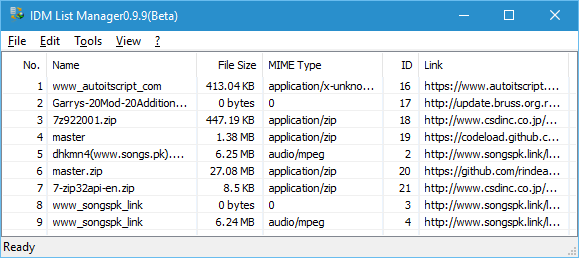 IDM List Manager0.9.9(Beta)
File Edit Tools View ?
No. Name File Size MIME Type ID Link
1 www_autoitscript_com 413.04 KB application/x-unkno... 16 https://www.autoitscript....
2 Garrys-20Mod-20Addition... 0 bytes 0 17 http://update.bruss.org.r...
3 7z922001.zip 447.19 KB application/zip 18 http://www.csdinc.co.jp/...
4 master 1.38 MB application/zip 19 https://codeload.github.c...
5 dhkmn4(www.songs.pk).... 6.25 MB audio/mpeg 2 http://www.songspk.link/l...
6 master.zip 27.08 MB application/zip 20 https://github.com/rindea...
7 7-zip32api-en.zip 8.5 KB application/zip 21 http://www.csdinc.co.jp/...
8 www_songspk_link 0 bytes 0 3 http://www.songspk.link/l...
9 www_songspk_link 6.24 MB audio/mpeg 4 http://www.songspk.link/l...
Ready